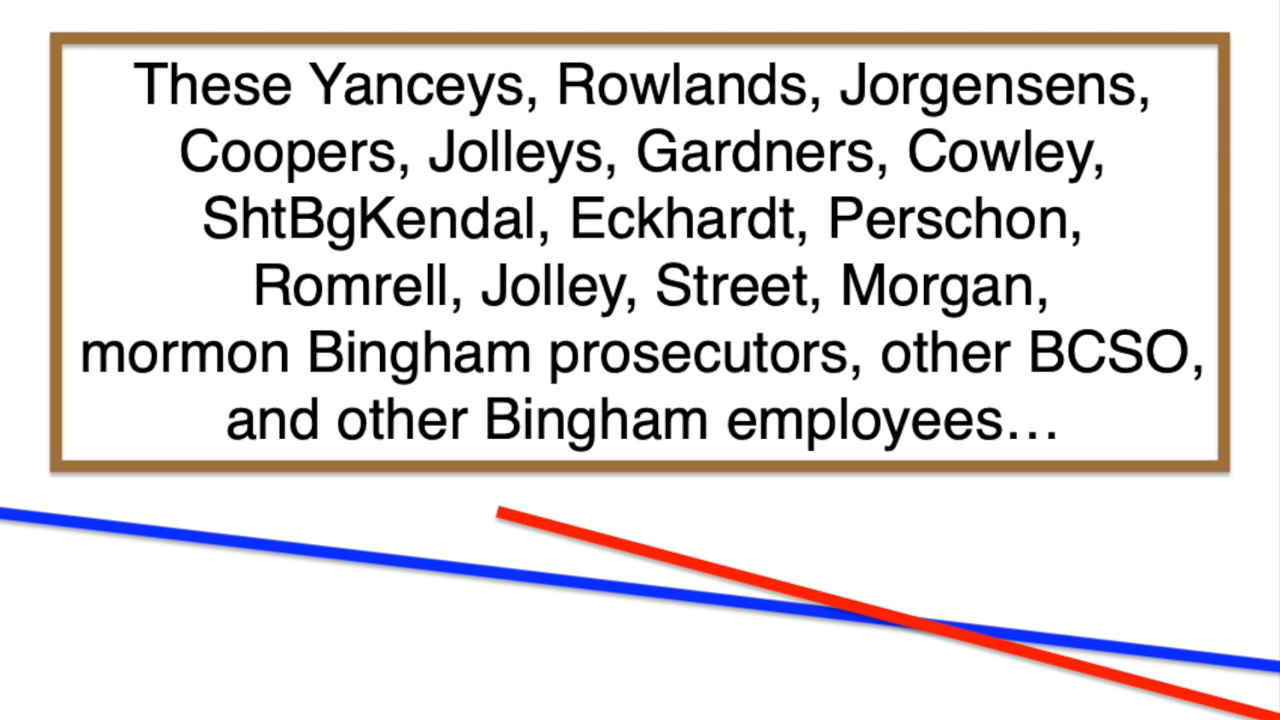 These Yanceys, Rowlands, Jorgensens,
Coopers, Jolleys, Gardners, Cowley,
ShtBgKendal, Eckhardt, Perschon,
Romrell, Jolley, Street, Morgan,
mormon Bingham prosecutors, other BCSO,
and other Bingham employees…